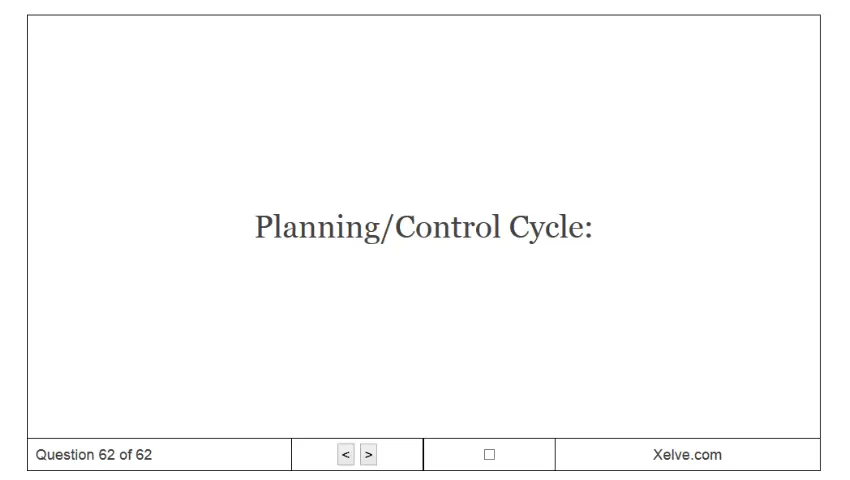 Planning/Control Cycle:
Question 62 of 62
< >
Xelve.com